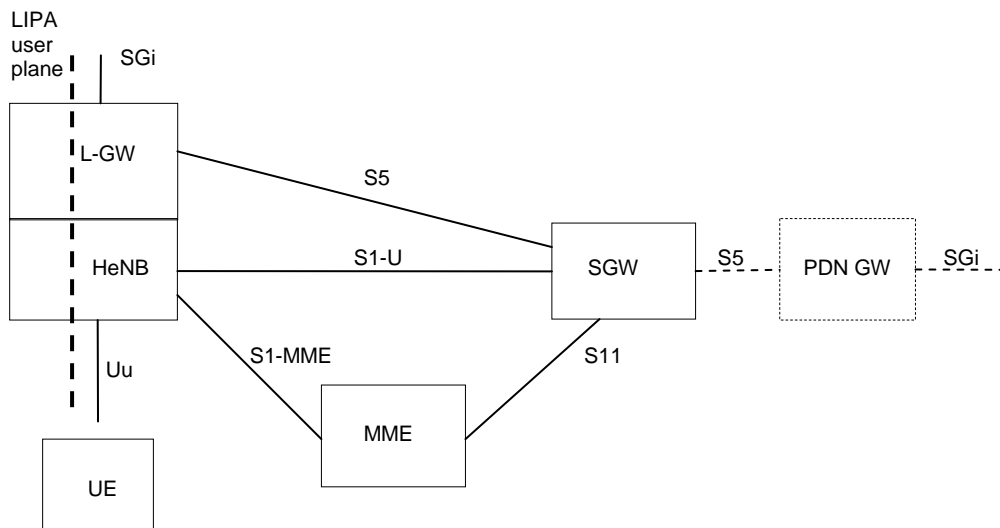 LIPA
user
plane
SGi
L-GW
S5
HeNB
S1-U
SGW
S5
PDN GW
SGi
S1-MME
S11
Uu
MME
UE